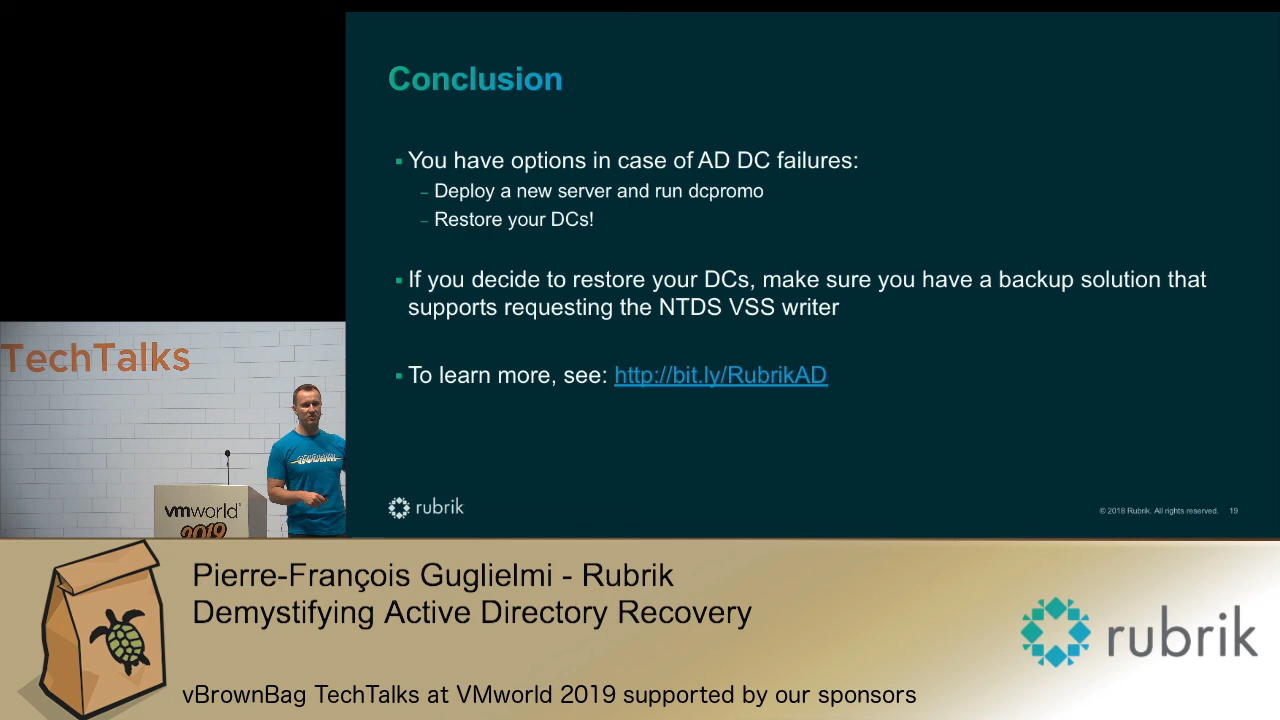 Conclusion
You have options in case of AD DC failures:
Deploy a new server and run dcpromo
Restore your DCs!
If you decide to restore your DCs, make sure you have a backup solution that
supports requesting the NTDS VSS writer
To learn more, see: http://bit.ly/RubrikAD
rubrik
© 2018 Rubrik. All rights reserved. 19
TechTalks
vmworld
2019
Pierre-François Guglielmi - Rubrik
Demystifying Active Directory Recovery
rubrik
vBrownBag TechTalks at VMworld 2019 supported by our sponsors